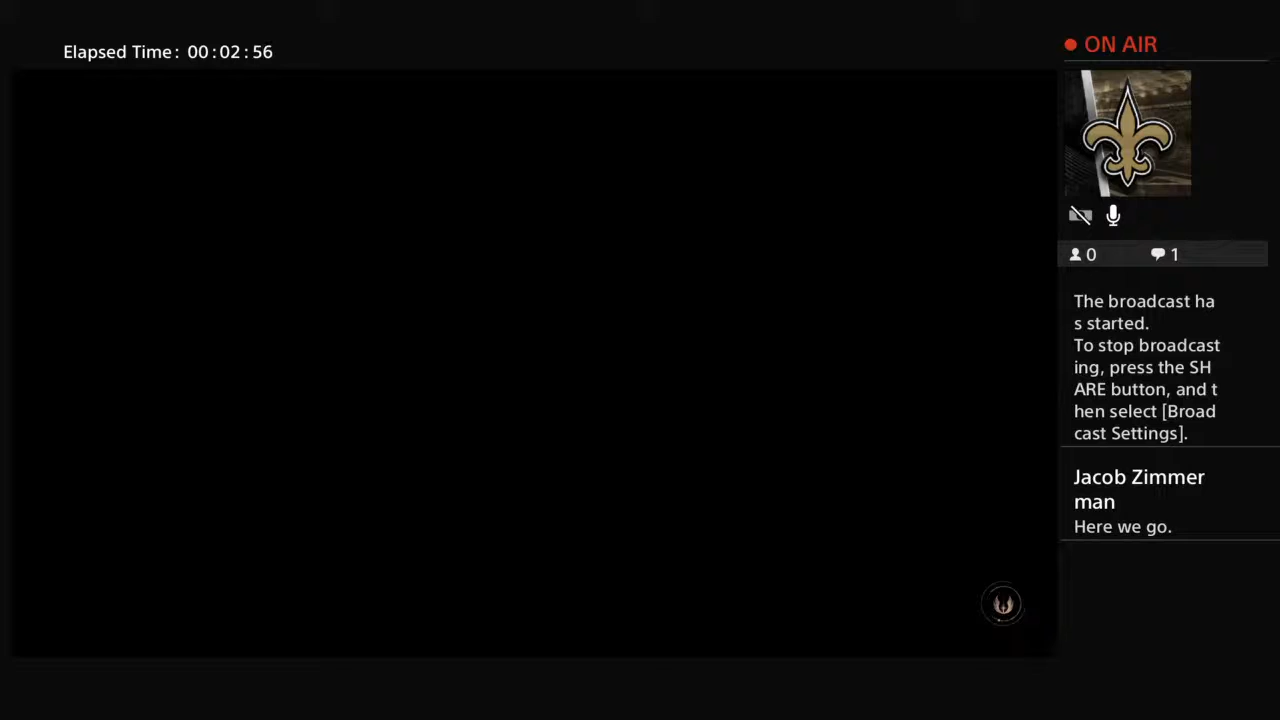 Elapsed Time: 00:02:56
ON AIR
0 1
The broadcast ha
s started.
To stop broadcast
ing, press the SH
ARE button, and t
hen select [Broad
cast Settings].
Jacob Zimmer
man
Here we go.